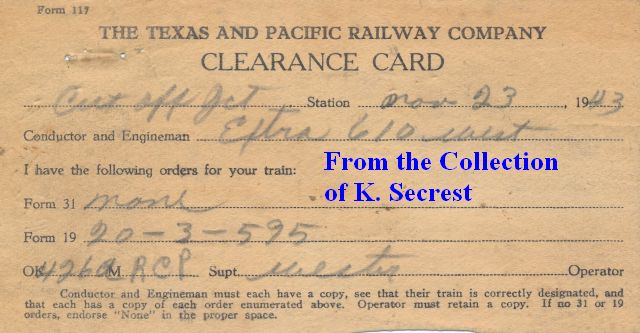 Form 117
THE TEXAS AND PACIFIC RAILWAY COMPANY
CLEARANCE CARD
Cut off Jct Station Nov 23, 1943
Conductor and Engineman Extra 610 west
I have the following orders for your train:
From the Collection
of K. Secrest
Form 31 none
Form 19 20-3-595
OK M. RCP Supt. Operator
Conductor and Engineman must each have a copy, see that their train is correctly designated, and
that each has a copy of each order enumerated above. Operator must retain a copy. If no 31 or 19
orders, endorse "None" in the proper space.